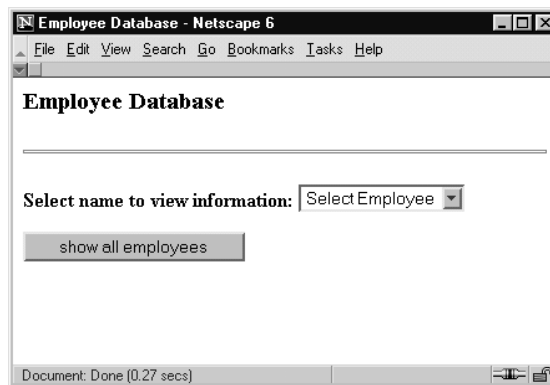 N Employee Database - Netscape 6
File Edit View Search Go Bookmarks Tasks Help
Employee Database
Select name to view information: Select Employee
show all employees
Document: Done (0.27 secs)